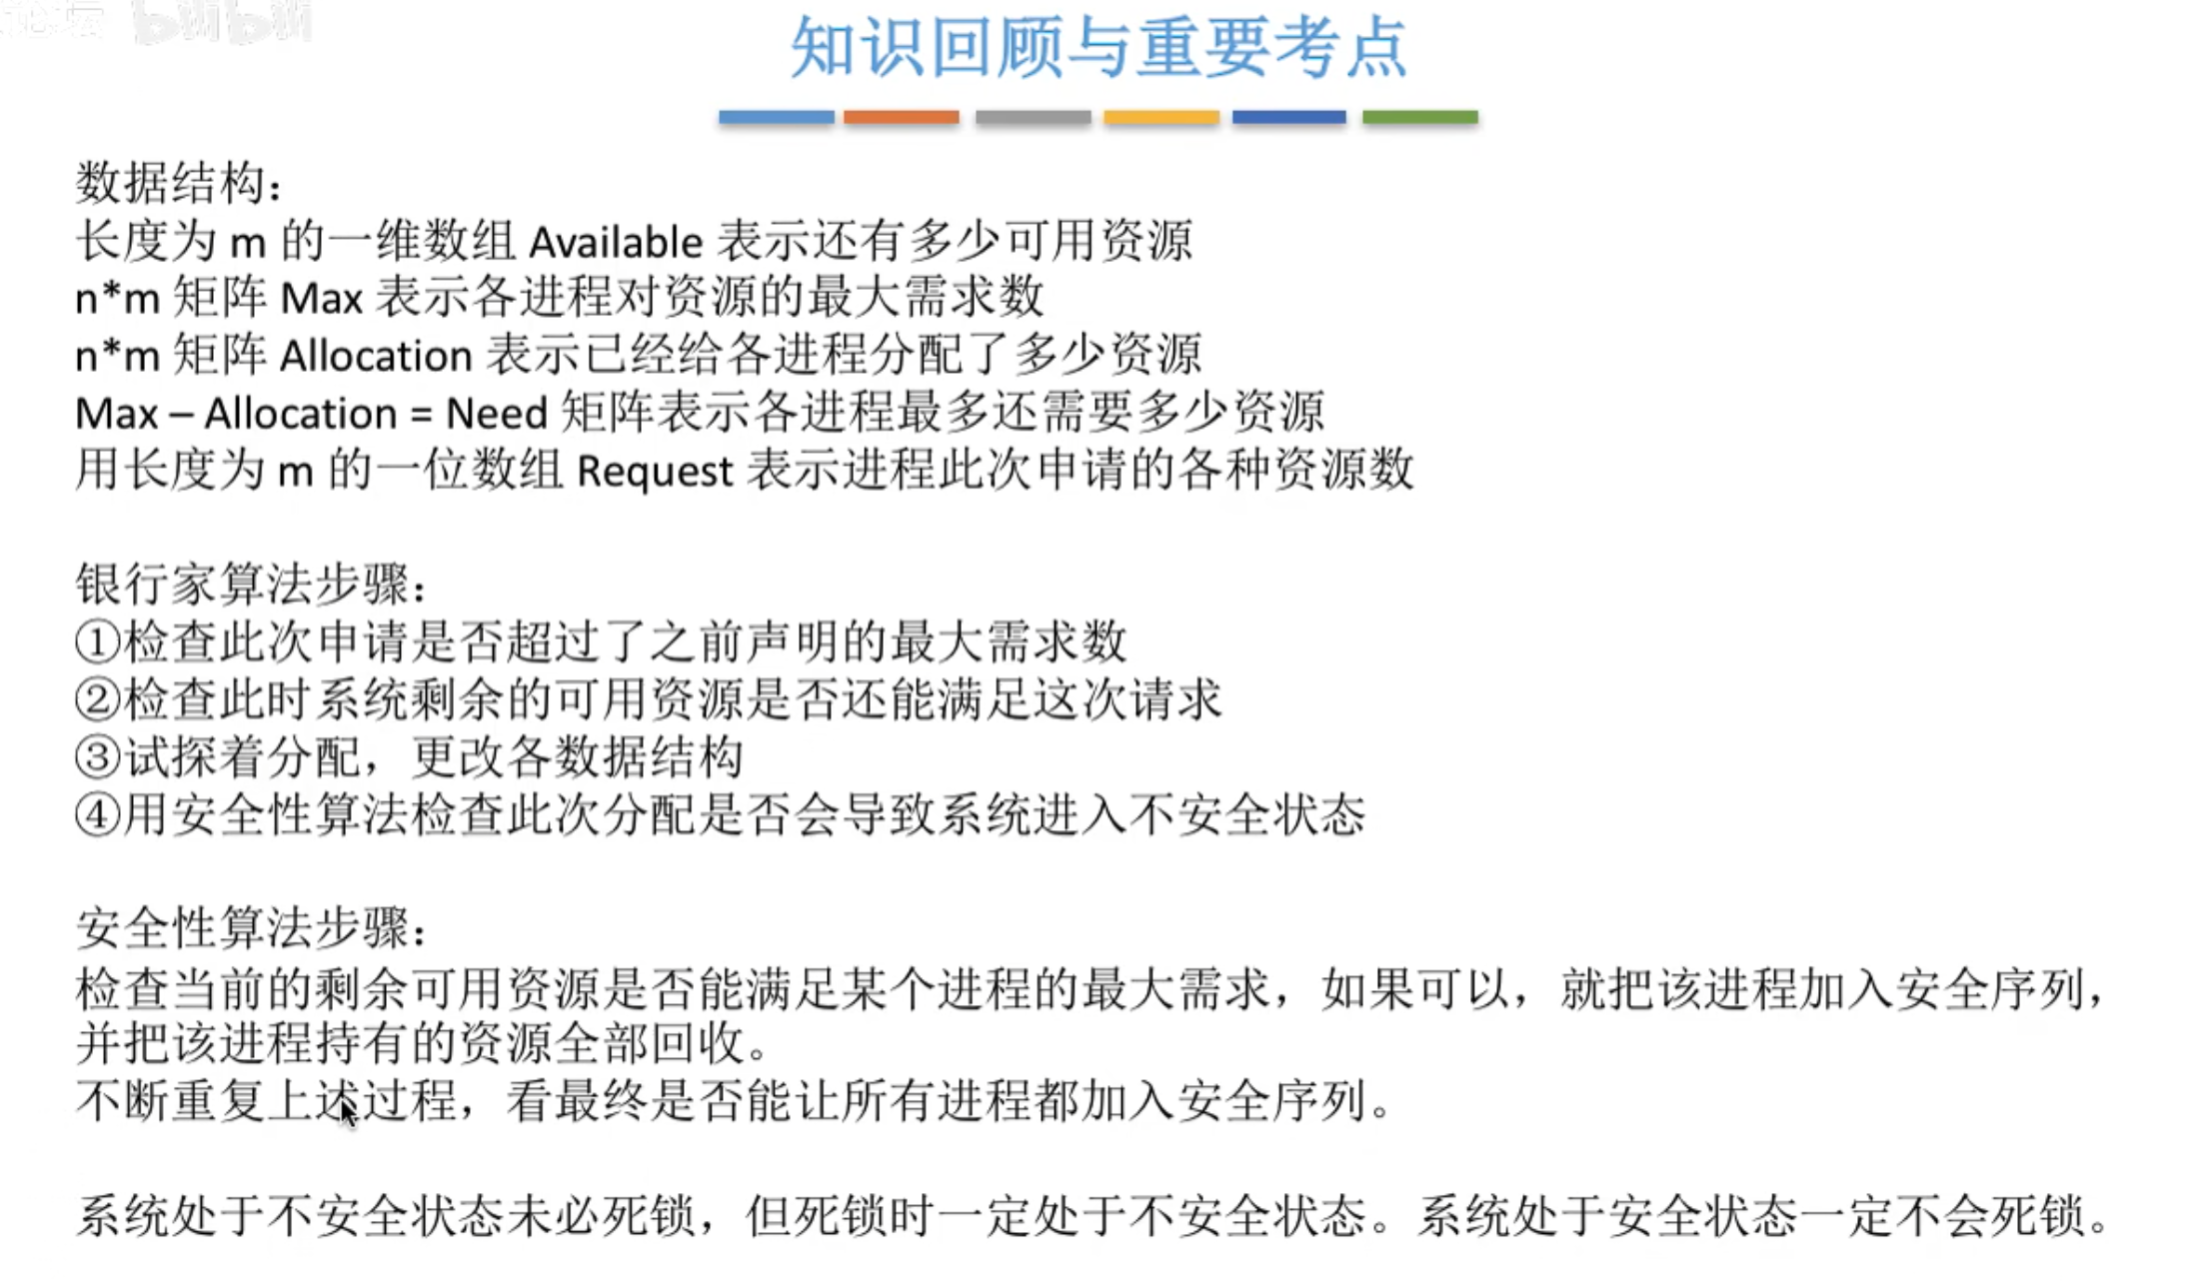 论坛 bilibili
知识回顾与重要考点
数据结构：
长度为 m 的一维数组 Available 表示还有多少可用资源
n*m 矩阵 Max 表示各进程对资源的最大需求数
n*m 矩阵 Allocation 表示已经给各进程分配了多少资源
Max – Allocation = Need 矩阵表示各进程最多还需要多少资源
用长度为 m 的一位数组 Request 表示进程此次申请的各种资源数
银行家算法步骤：
①检查此次申请是否超过了之前声明的最大需求数
②检查此时系统剩余的可用资源是否还能满足这次请求
③试探着分配，更改各数据结构
④用安全性算法检查此次分配是否会导致系统进入不安全状态
安全性算法步骤：
检查当前的剩余可用资源是否能满足某个进程的最大需求，如果可以，就把该进程加入安全序列，
并把该进程持有的资源全部回收。
不断重复上述过程，看最终是否能让所有进程都加入安全序列。
系统处于不安全状态未必死锁，但死锁时一定处于不安全状态。系统处于安全状态一定不会死锁。